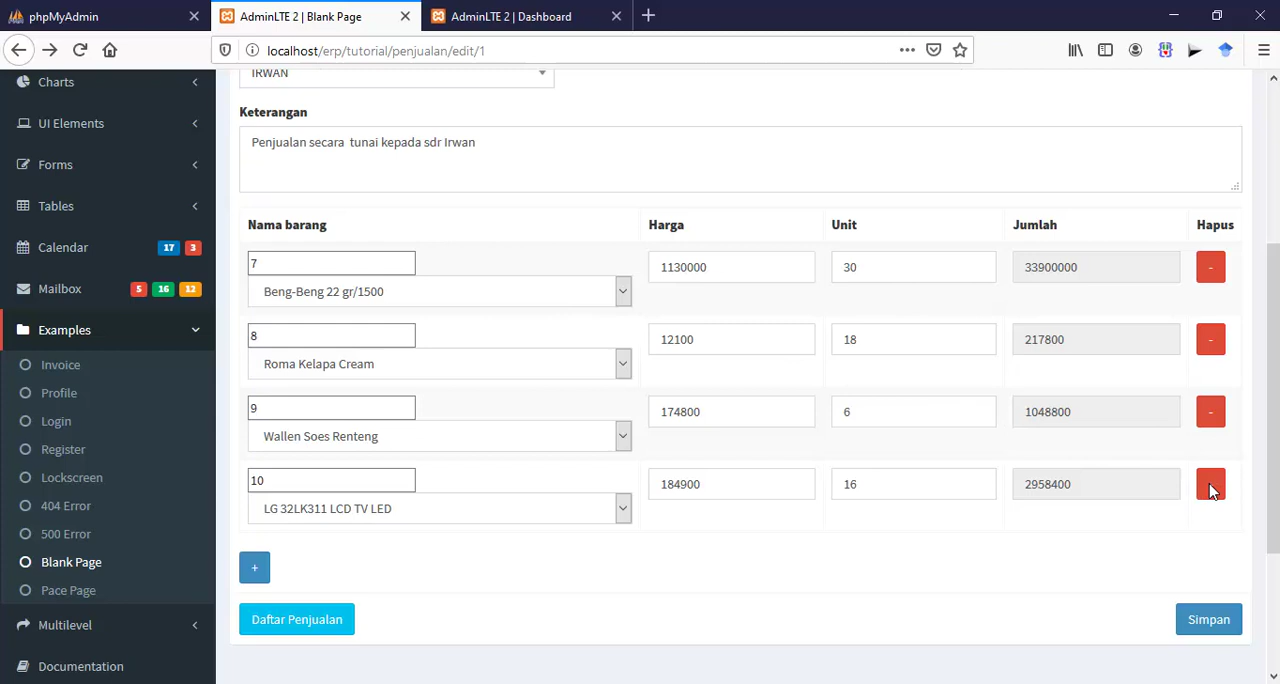 phpMyAdmin
AdminLTE 2 | Blank Page
AdminLTE 2 | Dashboard
localhost/erp/tutorial/penjualan/edit/1
Charts
UI Elements
Forms
Tables
Calendar 17 3
Mailbox 5 16 12
Examples
Invoice
Profile
Login
Register
Lockscreen
404 Error
500 Error
Blank Page
Pace Page
Multilevel
Documentation
IRWAN
Keterangan
Penjualan secara  tunai kepada sdr Irwan
Nama barang Harga Unit Jumlah Hapus
7
Beng-Beng 22 gr/1500
1130000 30 33900000 -
8
Roma Kelapa Cream
12100 18 217800 -
9
Wallen Soes Renteng
174800 6 1048800 -
10
LG 32LK311 LCD TV LED
184900 16 2958400
+
Daftar Penjualan
Simpan